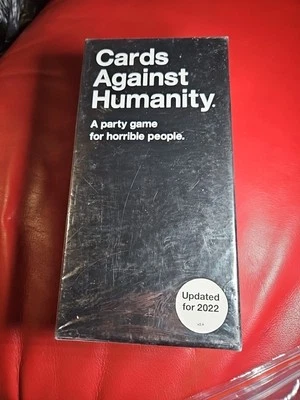 Cards
Against
Humanity.
A party game
for horrible people.
Updated
for 2022